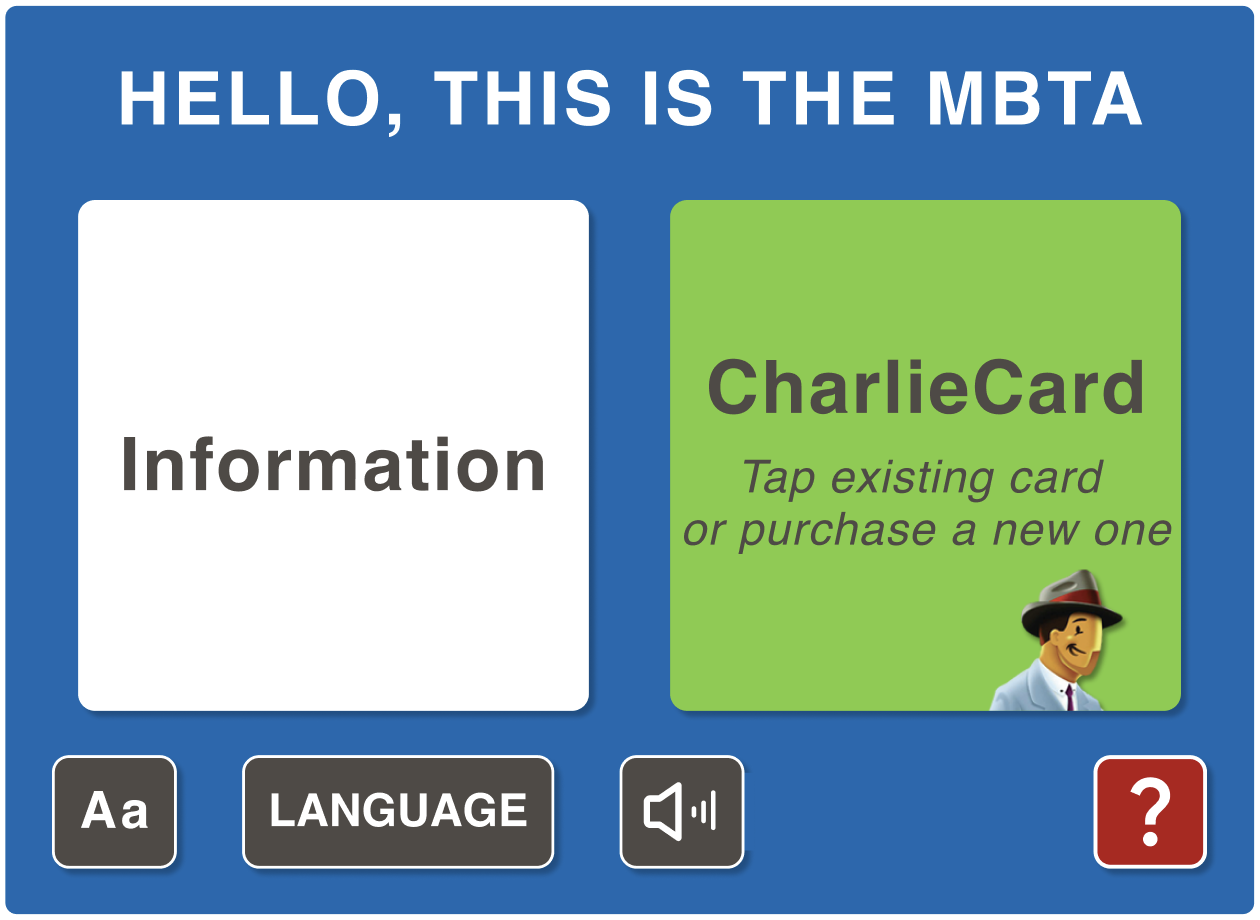 HELLO, THIS IS THE MBTA
Information
CharlieCard
Tap existing card
or purchase a new one
Aa
LANGUAGE
?